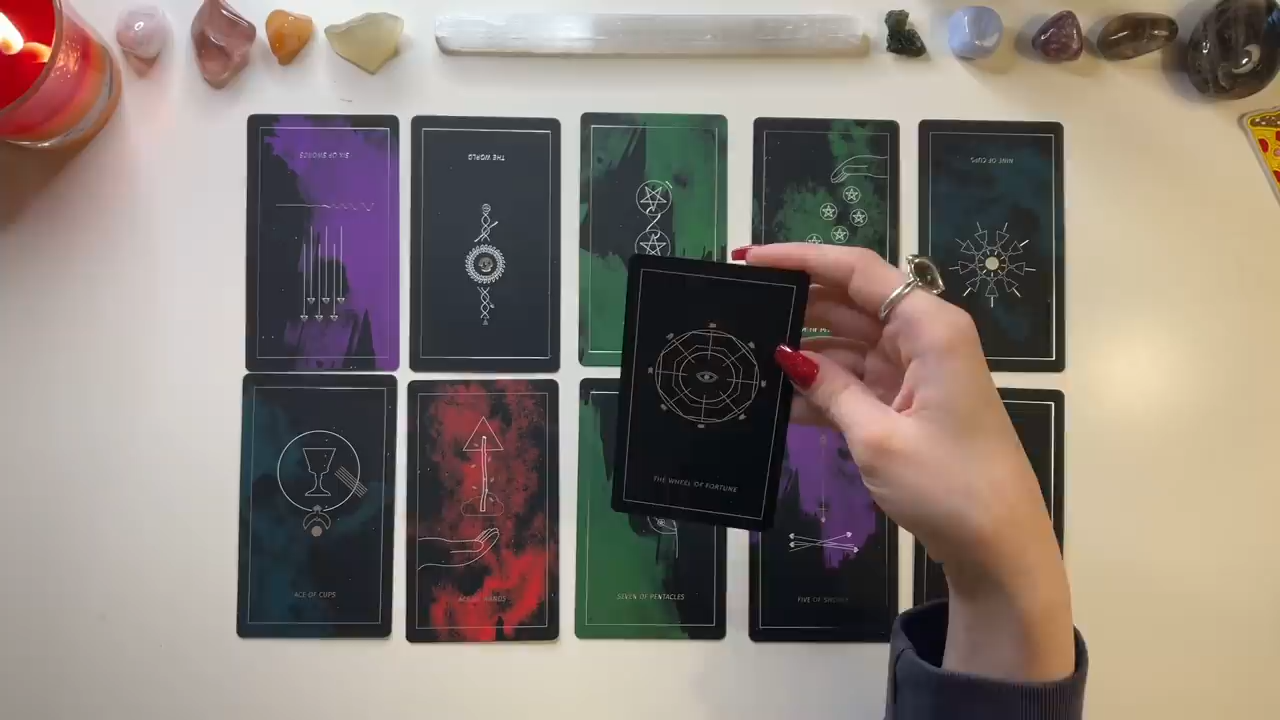 SIX OF SWORDS
THE WORLD
NINE OF CUPS
THE WHEEL OF FORTUNE
ACE OF CUPS
ACE OF WANDS
SEVEN OF PENTACLES
FIVE OF SWORDS